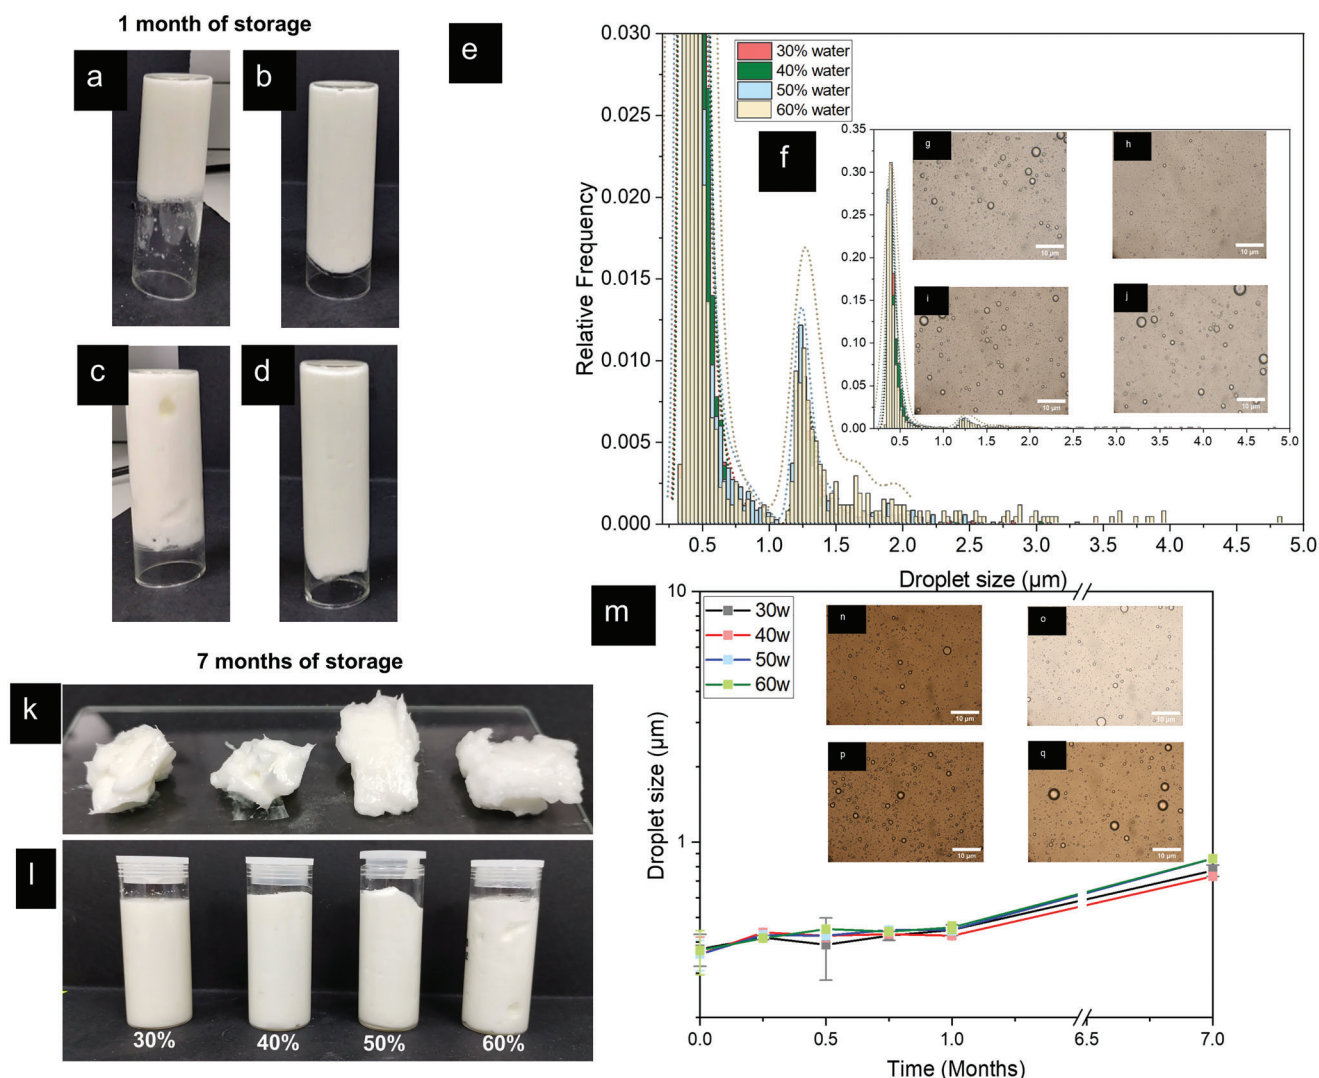 1 month of storage
a
b
c
d
7 months of storage
k
l
30%
40%
50%
60%
e
0.030
0.025
0.020
0.015
0.010
0.005
0.000
Relative Frequency
30% water
40% water
50% water
60% water
f
0.35
0.30
0.25
0.20
0.15
0.10
0.05
0.00
g
10 µm
h
10 µm
i
10 µm
j
10 µm
0.5 1.0 1.5 2.0 2.5 3.0 3.5 4.0 4.5 5.0
0.5 1.0 1.5 2.0 2.5 3.0 3.5 4.0 4.5 5.0
Droplet size (µm)
m
10
1
Droplet size (µm)
30w
40w
50w
60w
n
10 µm
o
10 µm
p
10 µm
q
10 µm
0.0 0.5 1.0 6.5 7.0
Time (Months)